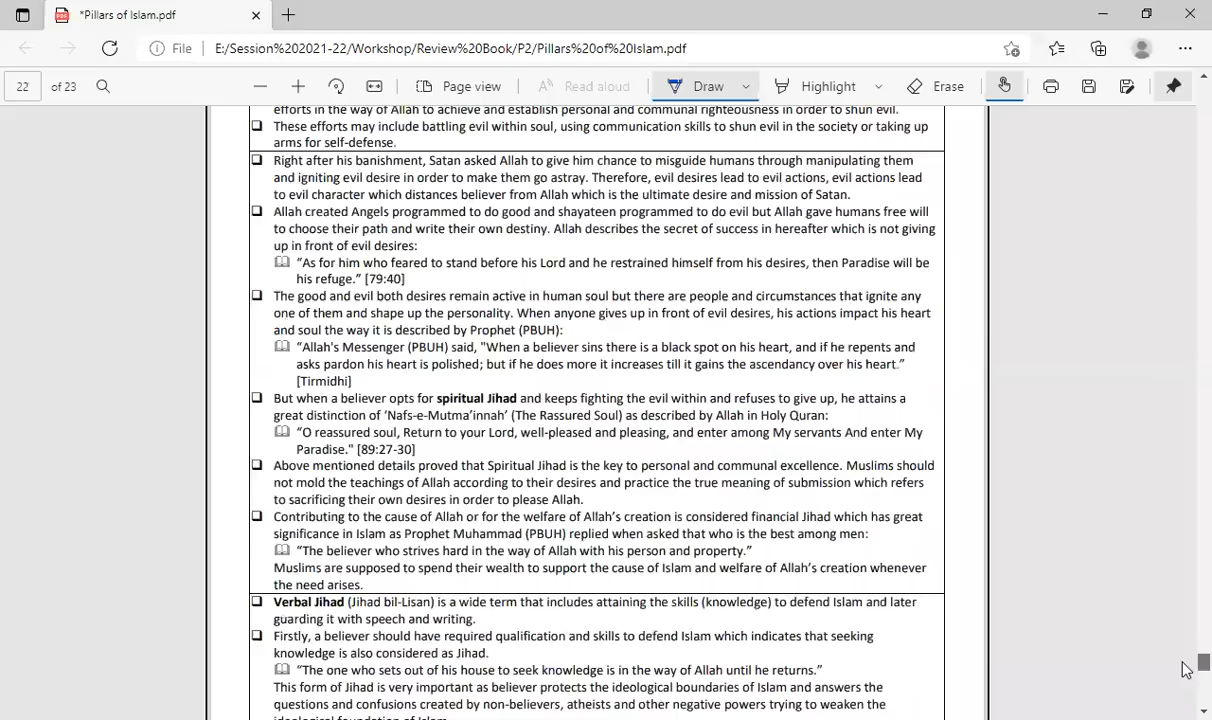 *Pillars of Islam.pdf
File E:/Session%202021-22/Workshop/Review%20Book/P2/Pillars%20of%20Islam.pdf
22 of 23 Page view Read aloud Draw Highlight Erase
efforts in the way of Allah to achieve and establish personal and communal righteousness in order to shun evil.
These efforts may include battling evil within soul, using communication skills to shun evil in the society or taking up
arms for self-defense.
Right after his banishment, Satan asked Allah to give him chance to misguide humans through manipulating them
and igniting evil desire in order to make them go astray. Therefore, evil desires lead to evil actions, evil actions lead
to evil character which distances believer from Allah which is the ultimate desire and mission of Satan.
Allah created Angels programmed to do good and shayateen programmed to do evil but Allah gave humans free will
to choose their path and write their own destiny. Allah describes the secret of success in hereafter which is not giving
up in front of evil desires:
“As for him who feared to stand before his Lord and he restrained himself from his desires, then Paradise will be
his refuge.” [79:40]
The good and evil both desires remain active in human soul but there are people and circumstances that ignite any
one of them and shape up the personality. When anyone gives up in front of evil desires, his actions impact his heart
and soul the way it is described by Prophet (PBUH):
“Allah's Messenger (PBUH) said, "When a believer sins there is a black spot on his heart, and if he repents and
asks pardon his heart is polished; but if he does more it increases till it gains the ascendancy over his heart.”
[Tirmidhi]
But when a believer opts for spiritual Jihad and keeps fighting the evil within and refuses to give up, he attains a
great distinction of ‘Nafs-e-Mutma’innah’ (The Rassured Soul) as described by Allah in Holy Quran:
“O reassured soul, Return to your Lord, well-pleased and pleasing, and enter among My servants And enter My
Paradise." [89:27-30]
Above mentioned details proved that Spiritual Jihad is the key to personal and communal excellence. Muslims should
not mold the teachings of Allah according to their desires and practice the true meaning of submission which refers
to sacrificing their own desires in order to please Allah.
Contributing to the cause of Allah or for the welfare of Allah’s creation is considered financial Jihad which has great
significance in Islam as Prophet Muhammad (PBUH) replied when asked that who is the best among men:
“The believer who strives hard in the way of Allah with his person and property.”
Muslims are supposed to spend their wealth to support the cause of Islam and welfare of Allah’s creation whenever
the need arises.
Verbal Jihad (Jihad bil-Lisan) is a wide term that includes attaining the skills (knowledge) to defend Islam and later
guarding it with speech and writing.
Firstly, a believer should have required qualification and skills to defend Islam which indicates that seeking
knowledge is also considered as Jihad.
“The one who sets out of his house to seek knowledge is in the way of Allah until he returns.”
This form of Jihad is very important as believer protects the ideological boundaries of Islam and answers the
questions and confusions created by non-believers, atheists and other negative powers trying to weaken the
ideological foundation of Islam.